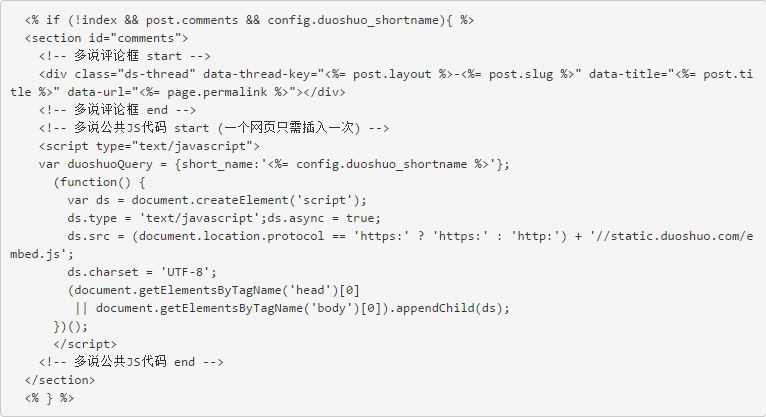 <% if (!index && post.comments && config.duoshuo_shortname){ %>
<section id="comments">
<!-- 多说评论框 start -->
<div class="ds-thread" data-thread-key="<%= post.layout %>-<%= post.slug %>" data-title="<%= post.ti
tle %>" data-url="<%= page.permalink %>"></div>
<!-- 多说评论框 end -->
<!-- 多说公共JS代码 start (一个网页只需插入一次) -->
<script type="text/javascript">
var duoshuoQuery = {short_name:'<%= config.duoshuo_shortname %>'};
(function() {
var ds = document.createElement('script');
ds.type = 'text/javascript';ds.async = true;
ds.src = (document.location.protocol == 'https:' ? 'https:' : 'http:') + '//static.duoshuo.com/e
mbed.js';
ds.charset = 'UTF-8';
(document.getElementsByTagName('head')[0]
|| document.getElementsByTagName('body')[0]).appendChild(ds);
})();
</script>
<!-- 多说公共JS代码 end -->
</section>
<% } %>